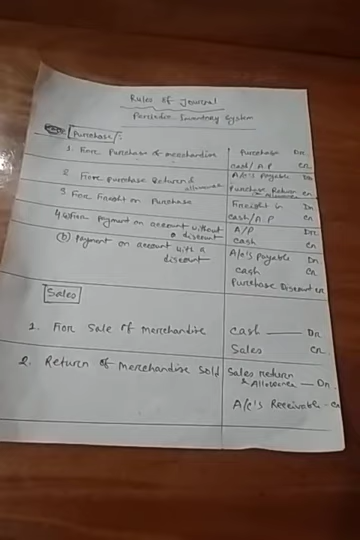 Rules of Journal
Periodic Inventory System
Purchase/:
1. For Purchase of merchandise
Purchase Dr.
cash/A.P cr.
2. For Purchase Return & allowance
A/c's Payable Dr
Purchase Return & allowance cr
3. For Freight on Purchase
Freight in Dr
cash/A.P cr
4. (a) For Payment on account without a discount
A/P Dr.
cash cr
(b) Payment on account with a discount
A/c's Payable Dr
cash cr.
Purchase Discount cr
Sales
1. For Sale of Merchandise
cash — Dr.
Sales cr.
2. Return of Merchandise sold
Sales return
& Allowance — Dr.
A/c's Receivable - cr